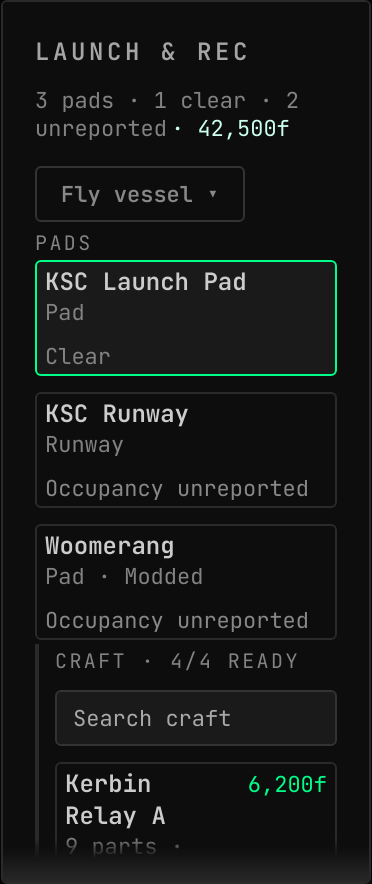 LAUNCH & REC
3 pads · 1 clear · 2
unreported · 42,500f
Fly vessel ▾
PADS
KSC Launch Pad
Pad
Clear
KSC Runway
Runway
Occupancy unreported
Woomerang
Pad · Modded
Occupancy unreported
CRAFT · 4/4 READY
Search craft
Kerbin 6,200f
Relay A
9 parts ·